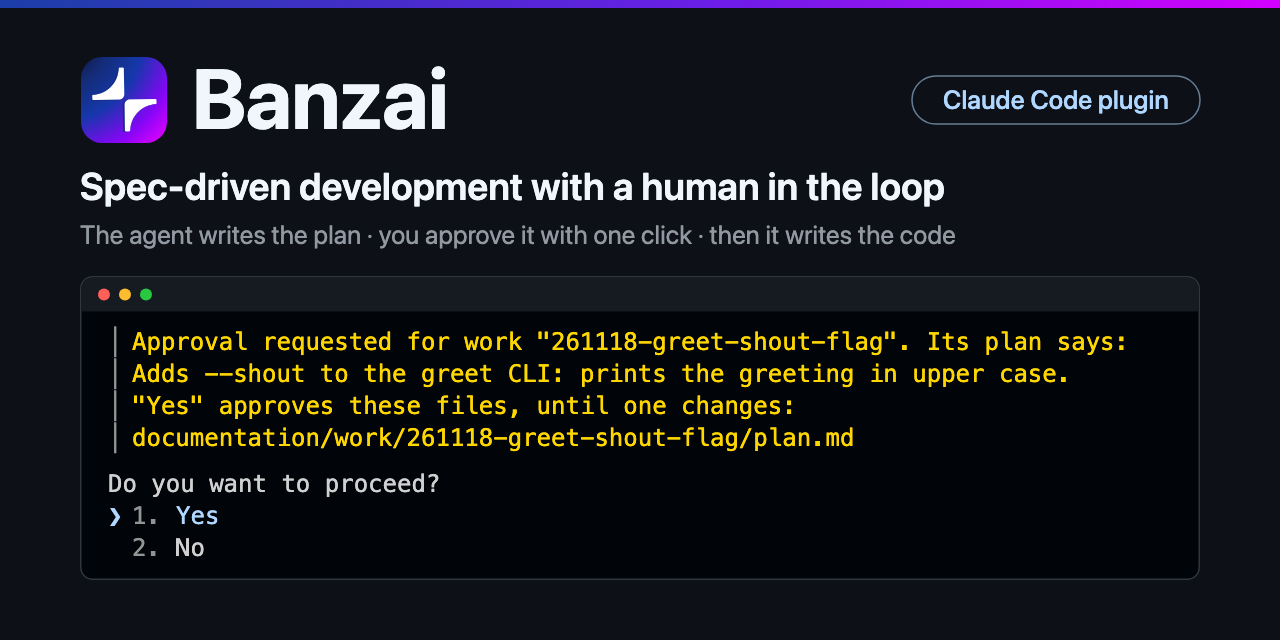 Banzai
Claude Code plugin
Spec-driven development with a human in the loop
The agent writes the plan · you approve it with one click · then it writes the code
Approval requested for work "261118-greet-shout-flag". Its plan says:
Adds --shout to the greet CLI: prints the greeting in upper case.
"Yes" approves these files, until one changes:
documentation/work/261118-greet-shout-flag/plan.md
Do you want to proceed?
❯ 1. Yes
2. No